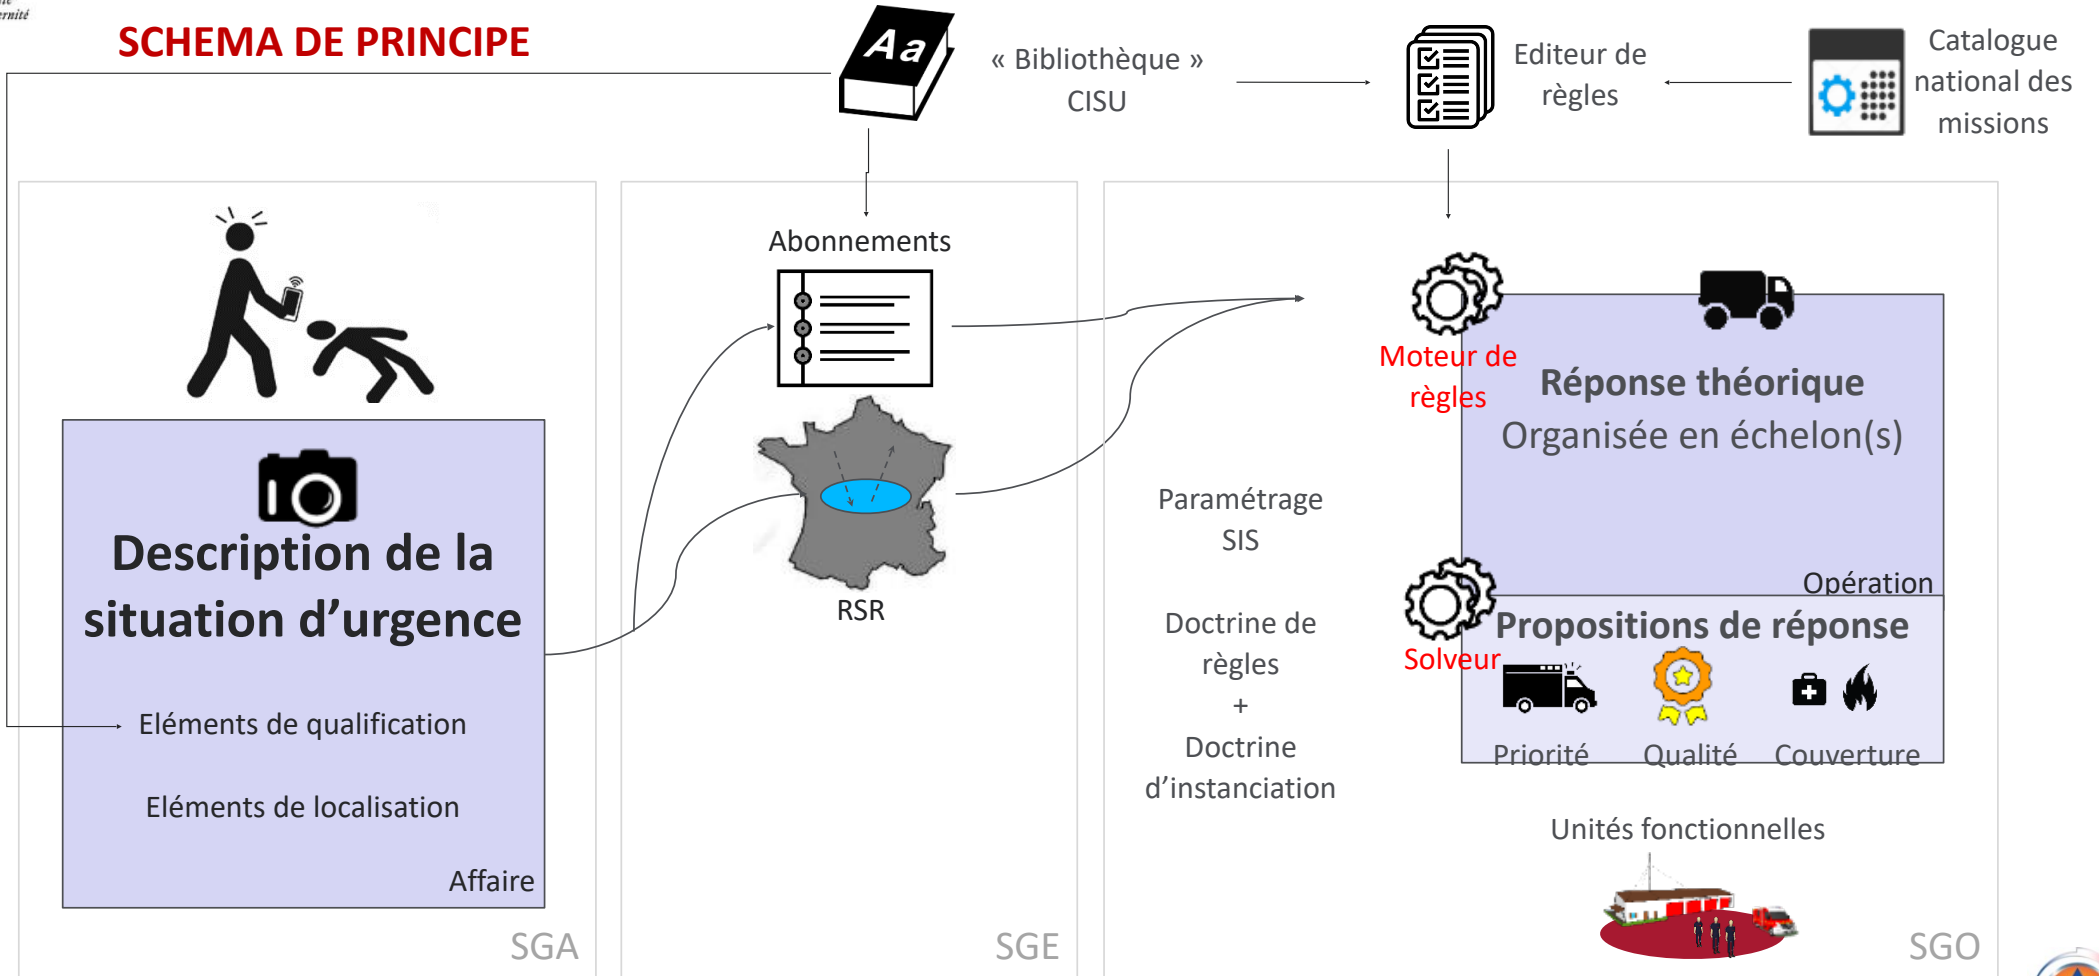 ernité
SCHEMA DE PRINCIPE
Aa
« Bibliothèque »
CISU
Editeur de
règles
Catalogue
national des
missions
Abonnements
RSR
Description de la
situation d’urgence
Eléments de qualification
Eléments de localisation
Affaire
SGA
SGE
Paramétrage
SIS
Doctrine de
règles
+
Doctrine
d’instanciation
Moteur de
règles
Réponse théorique
Organisée en échelon(s)
Opération
Solveur
Propositions de réponse
Priorité
Qualité
Couverture
Unités fonctionnelles
SGO